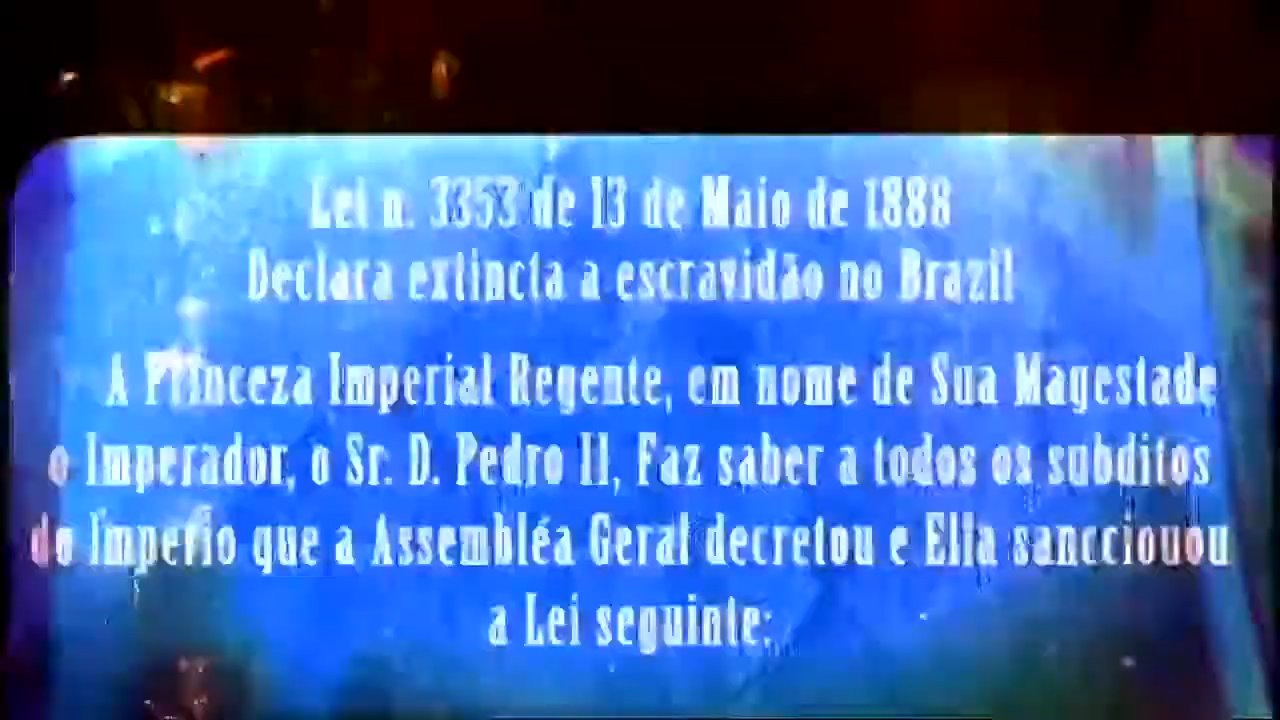 Lei n. 3353 de 13 de Maio de 1888
Declara extincta a escravidão no Brazil
A Princeza Imperial Regente, em nome de Sua Magestade
o Imperador, o Sr. D. Pedro II, Faz saber a todos os subditos
do Imperio que a Assembléa Geral decretou e Ella sancciouou
a Lei seguinte: